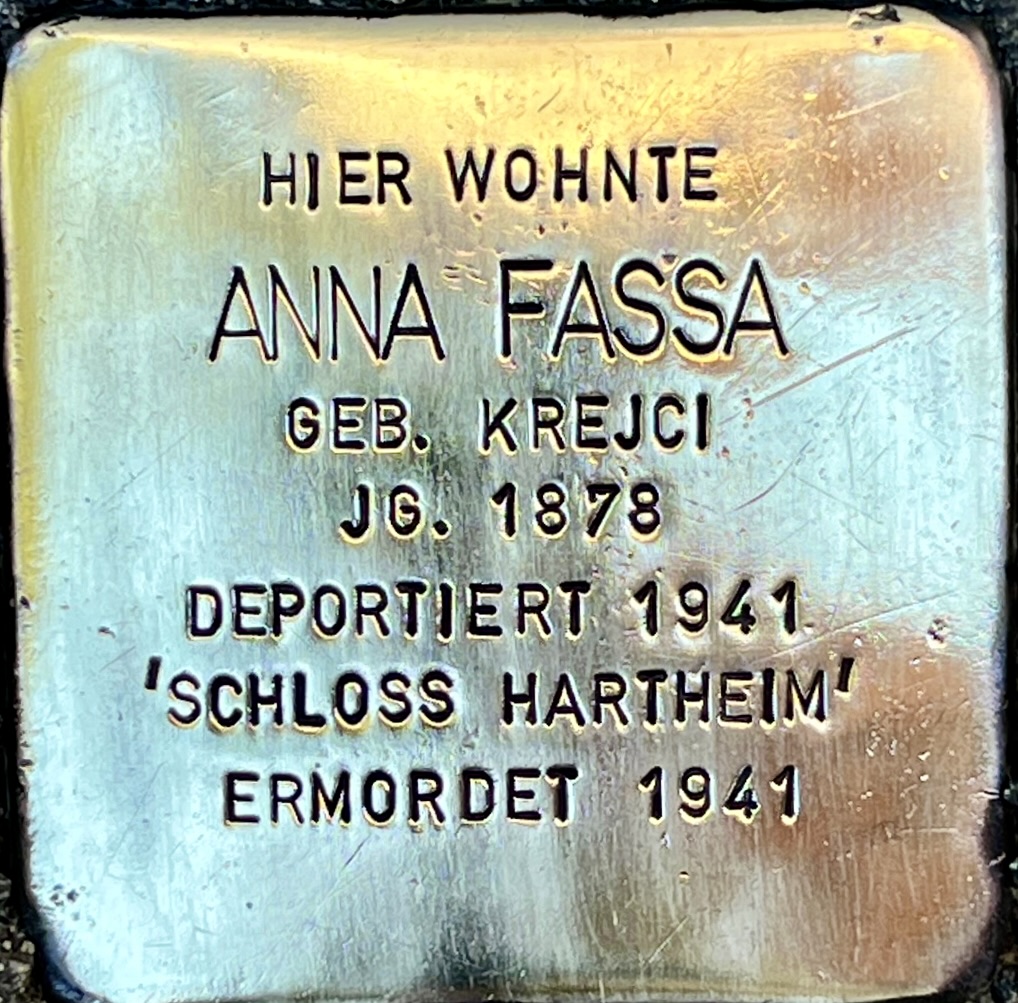 HIER WOHNTE
ANNA FASSA
GEB. KREJCI
JG. 1878
DEPORTIERT 1941
'SCHLOSS HARTHEIM'
ERMORDET 1941